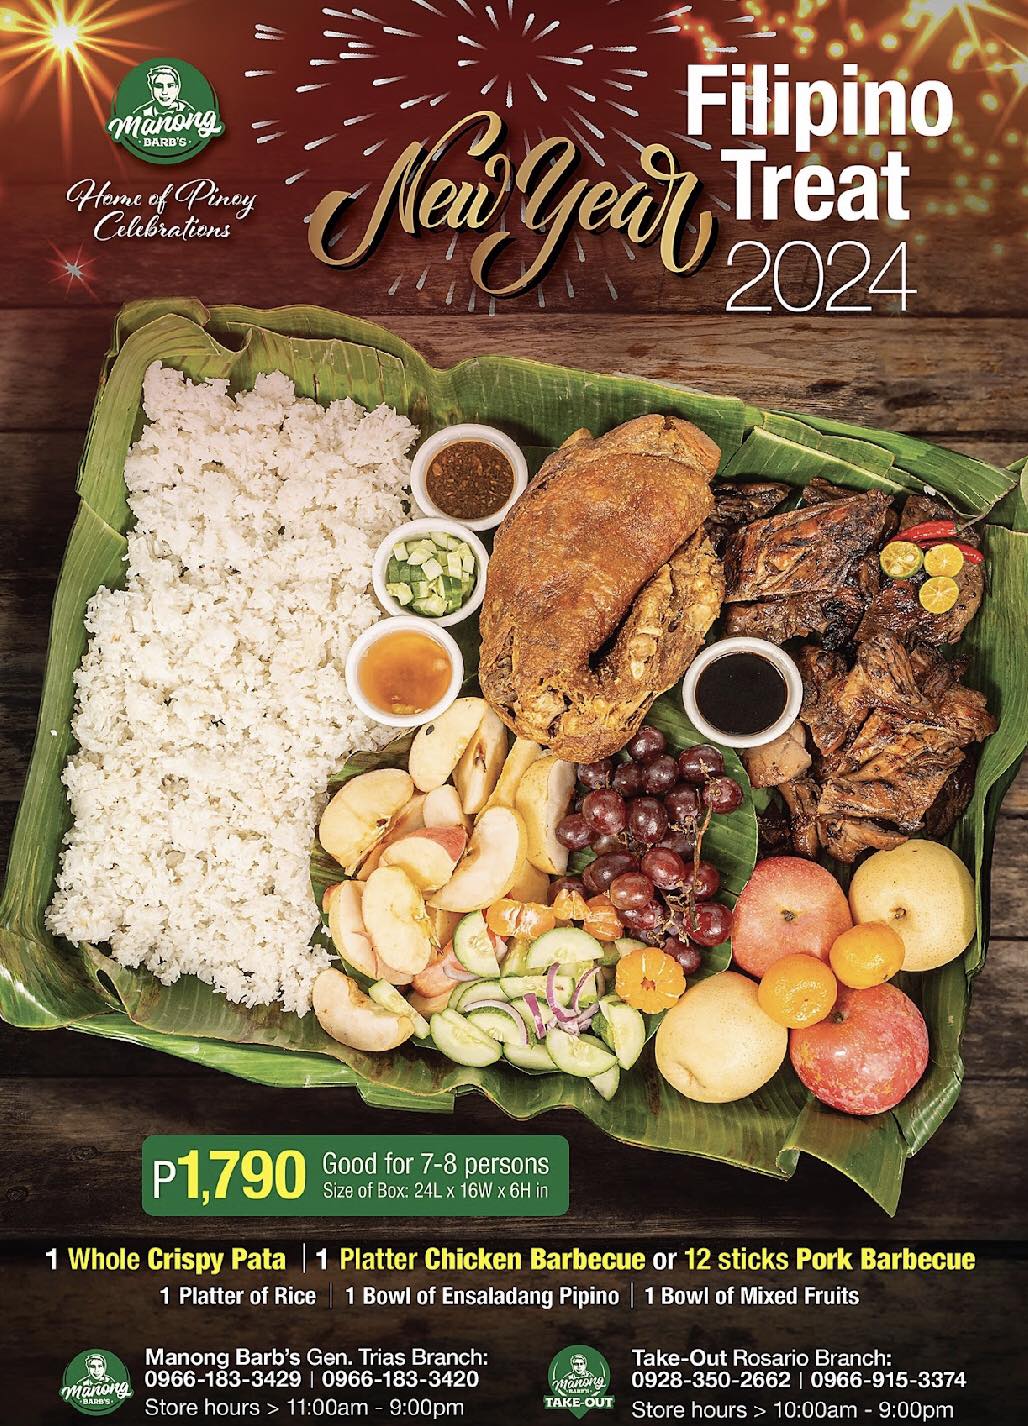 Manong
BARB'S
Home of Pinoy
Celebrations
New Year
Filipino
Treat
2024
P1,790
Good for 7-8 persons
Size of Box: 24L x 16W x 6H in
1 Whole Crispy Pata | 1 Platter Chicken Barbecue or 12 sticks Pork Barbecue
1 Platter of Rice | 1 Bowl of Ensaladang Pipino | 1 Bowl of Mixed Fruits
Manong
BARB'S
Manong Barb's Gen. Trias Branch:
0966-183-3429 | 0966-183-3420
Store hours > 11:00am - 9:00pm
Manong
BARB'S
TAKE-OUT
Take-Out Rosario Branch:
0928-350-2662 | 0966-915-3374
Store hours > 10:00am - 9:00pm